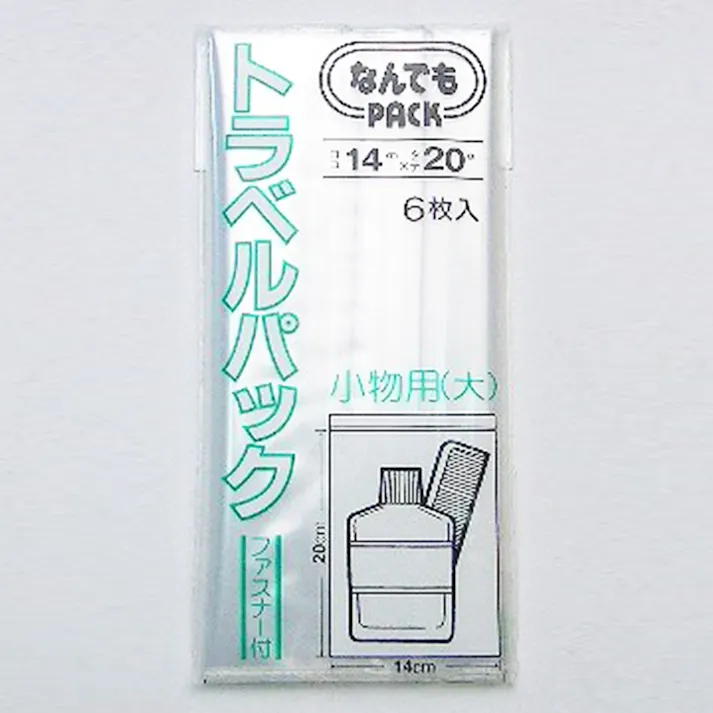 トラベルパック
ファスナー付
なんでも
PACK
ヨコ14cm×タテ20cm
6枚入
小物用(大)
20cm
14cm